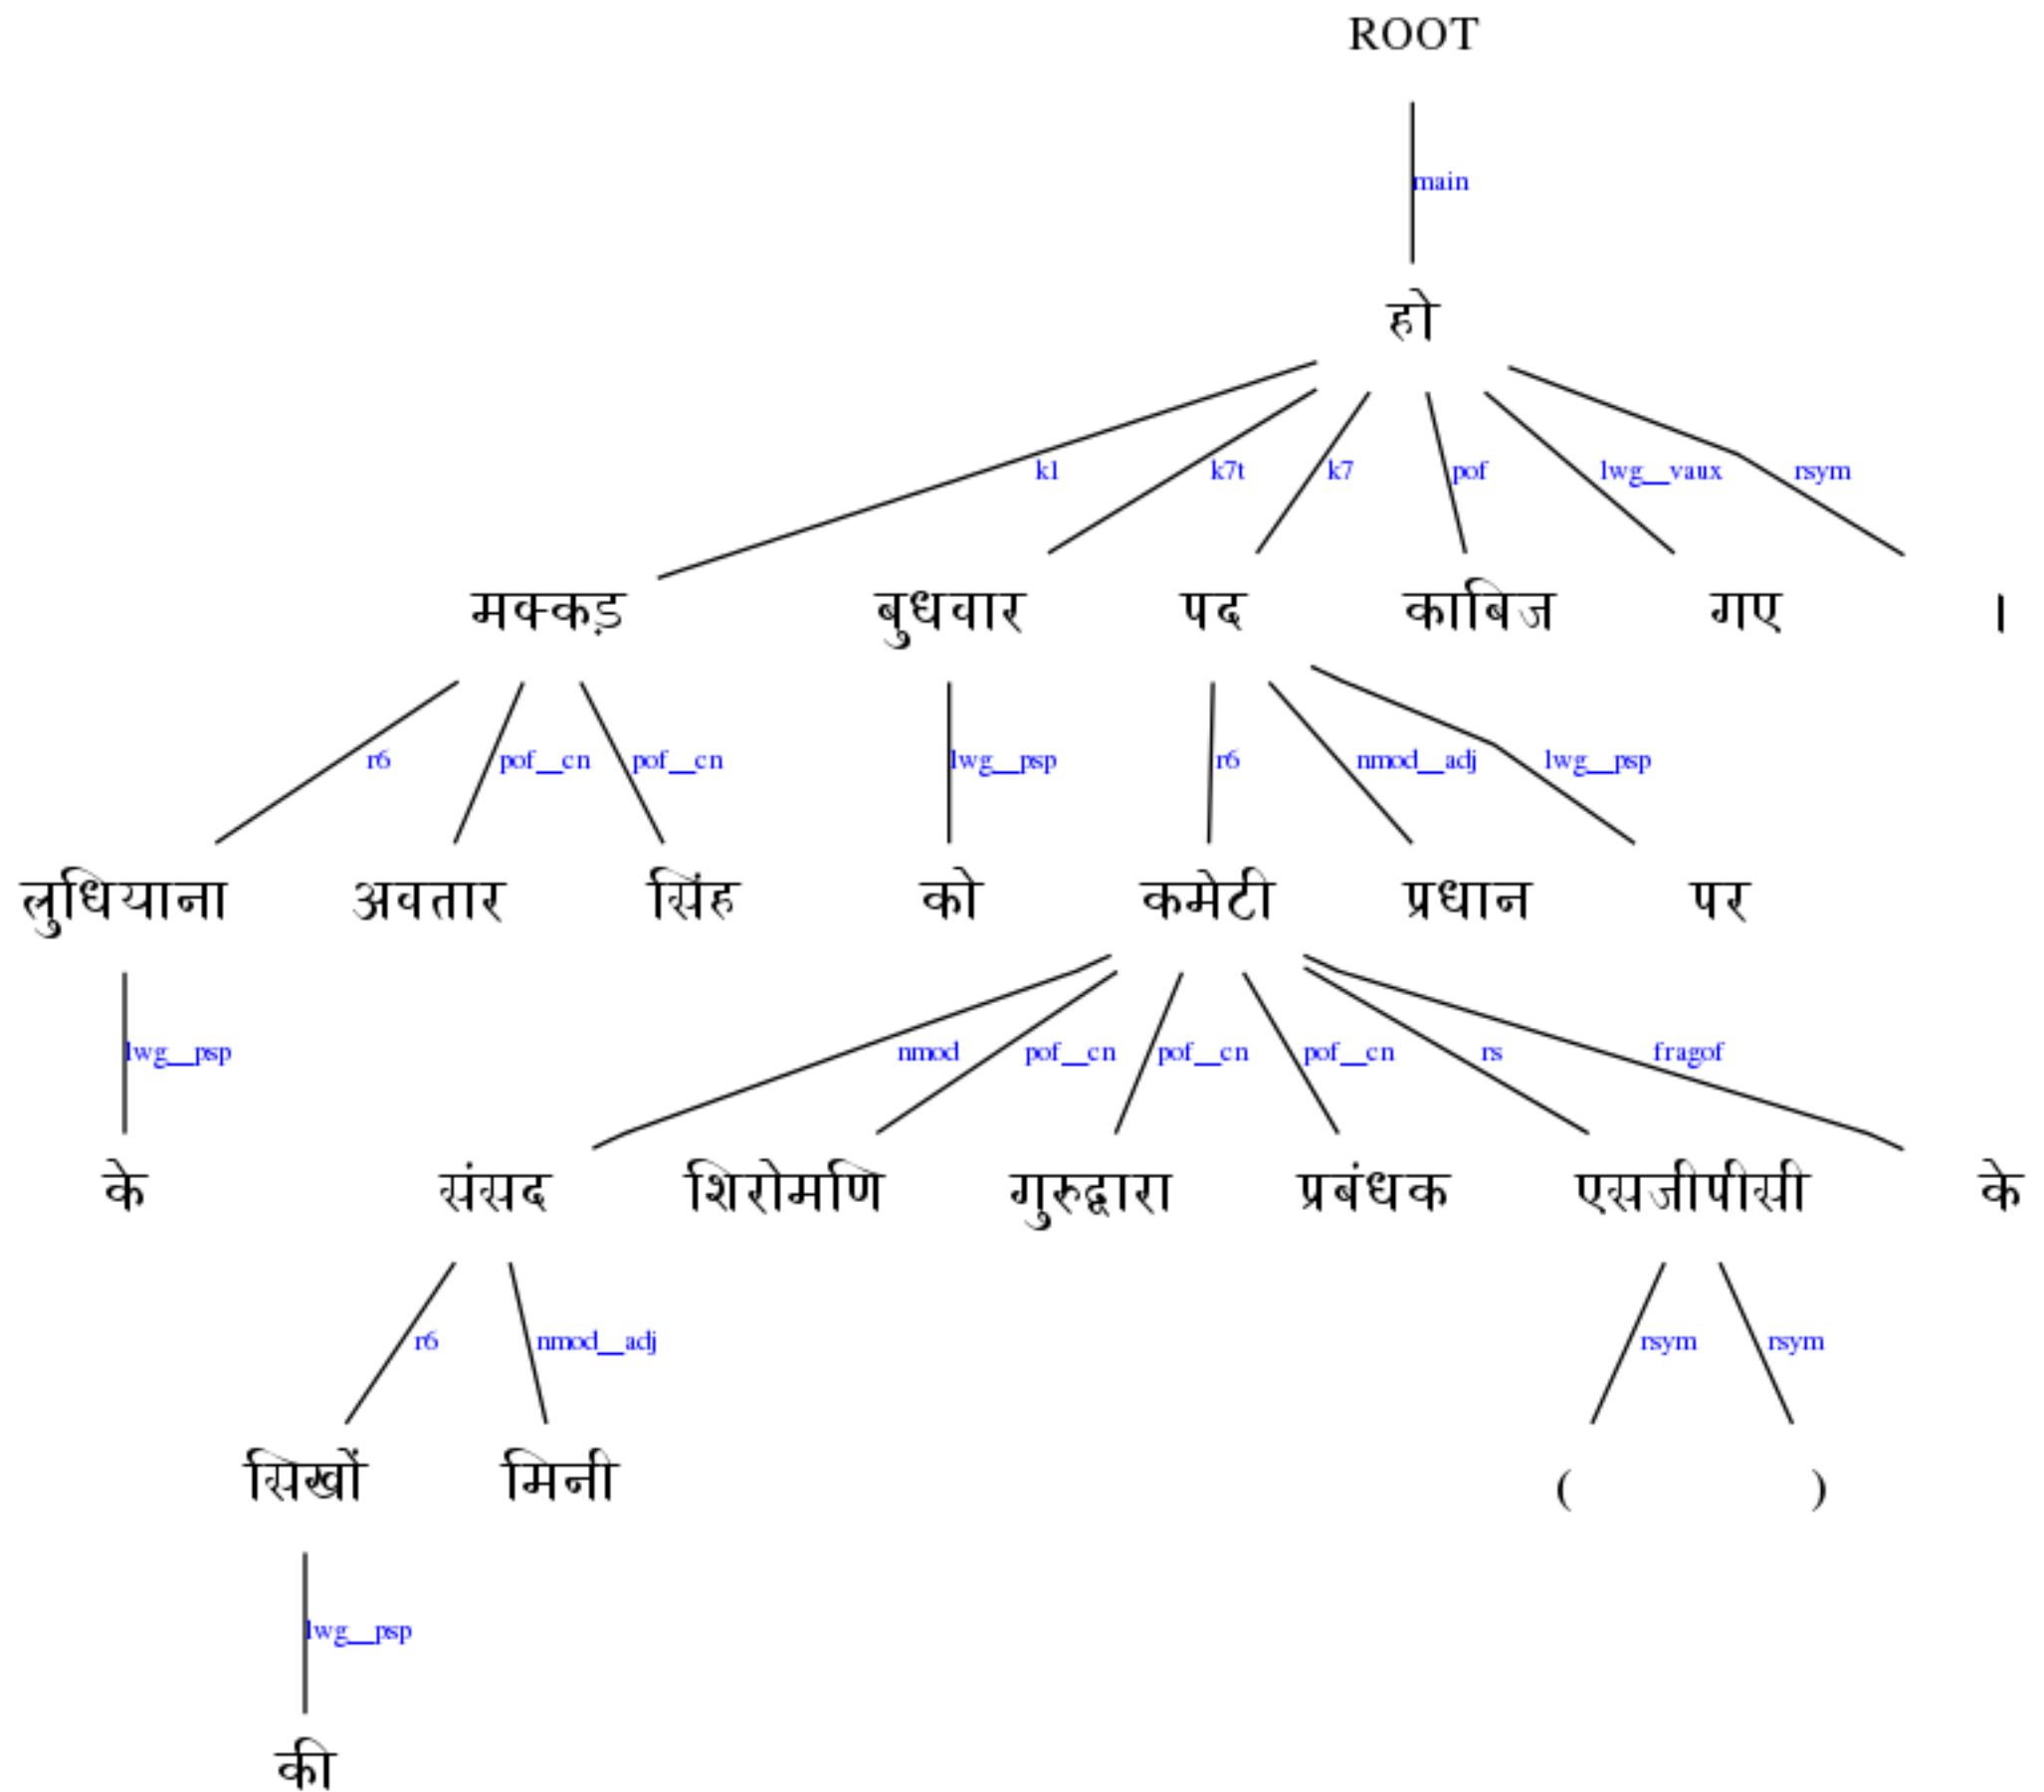 ROOT
main
हो
k1 k7t k7 pof lwg__vaux rsym
मक्कड़ बुधवार पद काबिज गए ।
r6 pof__cn pof__cn lwg__psp r6 nmod__adj lwg__psp
लुधियाना अवतार सिंह को कमेटी प्रधान पर
lwg__psp nmod pof__cn pof__cn pof__cn rs fragof
के संसद शिरोमणि गुरुद्वारा प्रबंधक एसजीपीसी के
r6 nmod__adj rsym rsym
सिखों मिनी ( )
lwg__psp
की